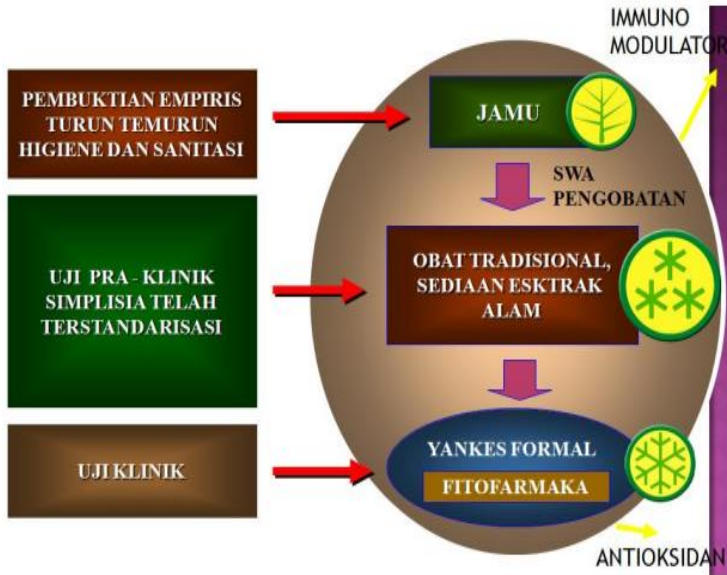 IMMUNO
MODULATOR
PEMBUKTIAN EMPIRIS
TURUN TEMURUN
HIGIENE DAN SANITASI
JAMU
SWA
PENGOBATAN
UJI PRA - KLINIK
SIMPLISIA TELAH
TERSTANDARISASI
OBAT TRADISIONAL,
SEDIAAN ESKTRAK
ALAM
UJI KLINIK
YANKES FORMAL
FITOFARMAKA
ANTIOKSIDAN